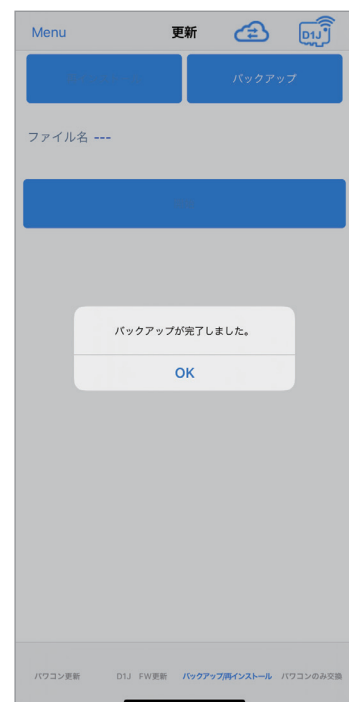 Menu
更新
D1J
バックアップ
ファイル名 ---
バックアップが完了しました。
OK
パワコン更新
D1J FW更新
バックアップ/再インストール
パワコンのみ交換